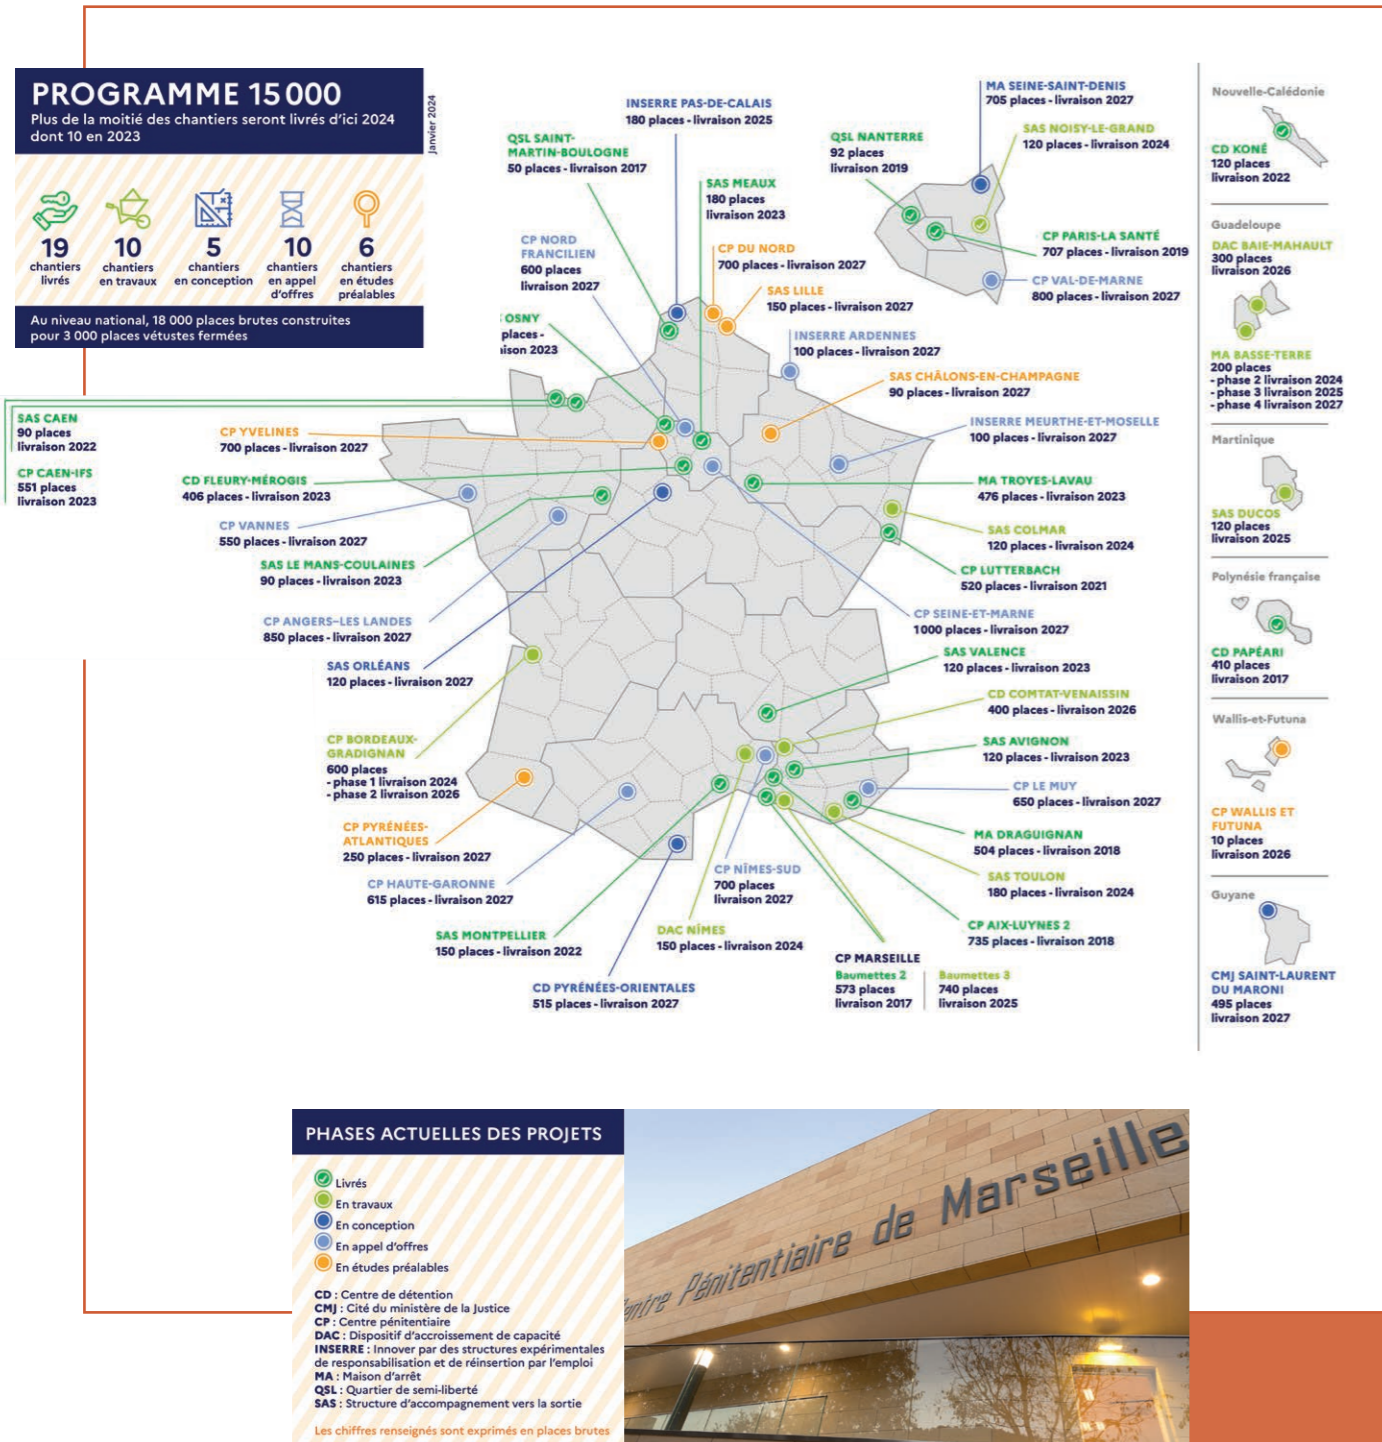 PROGRAMME 15 000
Plus de la moitié des chantiers seront livrés d'ici 2024
dont 10 en 2023
Janvier 2024
19
chantiers
livrés
10
chantiers
en travaux
5
chantiers
en conception
10
chantiers
en appel
d'offres
6
chantiers
en études
préalables
Au niveau national, 18 000 places brutes construites
pour 3 000 places vétustes fermées
INSERRE PAS-DE-CALAIS
180 places - livraison 2025
QSL SAINT-
MARTIN-BOULOGNE
50 places - livraison 2017
SAS MEAUX
180 places
livraison 2023
CP NORD
FRANCILIEN
600 places
livraison 2027
CP DU NORD
700 places - livraison 2027
SAS LILLE
150 places - livraison 2027
OSNY
places -
ison 2023
INSERRE ARDENNES
100 places - livraison 2027
SAS CHÂLONS-EN-CHAMPAGNE
90 places - livraison 2027
INSERRE MEURTHE-ET-MOSELLE
100 places - livraison 2027
MA SEINE-SAINT-DENIS
705 places - livraison 2027
SAS NOISY-LE-GRAND
120 places - livraison 2024
QSL NANTERRE
92 places
livraison 2019
CP PARIS-LA SANTÉ
707 places - livraison 2019
CP VAL-DE-MARNE
800 places - livraison 2027
SAS CAEN
90 places
livraison 2022
CP CAEN-IFS
551 places
livraison 2023
CP YVELINES
700 places - livraison 2027
CD FLEURY-MÉROGIS
406 places - livraison 2023
CP VANNES
550 places - livraison 2027
SAS LE MANS-COULAINES
90 places - livraison 2023
CP ANGERS-LES LANDES
850 places - livraison 2027
SAS ORLÉANS
120 places - livraison 2027
CP BORDEAUX-
GRADIGNAN
600 places
- phase 1 livraison 2024
- phase 2 livraison 2026
CP PYRÉNÉES-
ATLANTIQUES
250 places - livraison 2027
CP HAUTE-GARONNE
615 places - livraison 2027
SAS MONTPELLIER
150 places - livraison 2022
CD PYRÉNÉES-ORIENTALES
515 places - livraison 2027
MA TROYES-LAVAU
476 places - livraison 2023
SAS COLMAR
120 places - livraison 2024
CP LUTTERBACH
520 places - livraison 2021
CP SEINE-ET-MARNE
1000 places - livraison 2027
SAS VALENCE
120 places - livraison 2023
CD COMTAT-VENAISSIN
400 places - livraison 2026
SAS AVIGNON
120 places - livraison 2023
CP LE MUY
650 places - livraison 2027
MA DRAGUIGNAN
504 places - livraison 2018
SAS TOULON
180 places - livraison 2024
CP AIX-LUYNES 2
735 places - livraison 2018
CP NÎMES-SUD
700 places
livraison 2027
DAC NÎMES
150 places - livraison 2024
CP MARSEILLE
Baumettes 2
573 places
livraison 2017
Baumettes 3
740 places
livraison 2025
Nouvelle-Calédonie
CD KONÉ
120 places
livraison 2022
Guadeloupe
DAC BAIE-MAHAULT
300 places
livraison 2026
MA BASSE-TERRE
200 places
- phase 2 livraison 2024
- phase 3 livraison 2025
- phase 4 livraison 2027
Martinique
SAS DUCOS
120 places
livraison 2025
Polynésie française
CD PAPÉARI
410 places
livraison 2017
Wallis-et-Futuna
CP WALLIS ET
FUTUNA
10 places
livraison 2026
Guyane
CMJ SAINT-LAURENT
DU MARONI
495 places
livraison 2027
PHASES ACTUELLES DES PROJETS
Livrés
En travaux
En conception
En appel d'offres
En études préalables
CD : Centre de détention
CMJ : Cité du ministère de la Justice
CP : Centre pénitentiaire
DAC : Dispositif d'accroissement de capacité
INSERRE : Innover par des structures expérimentales
de responsabilisation et de réinsertion par l'emploi
MA : Maison d'arrêt
QSL : Quartier de semi-liberté
SAS : Structure d'accompagnement vers la sortie
Les chiffres renseignés sont exprimés en places brutes
entre Pénitentiaire de Marseille